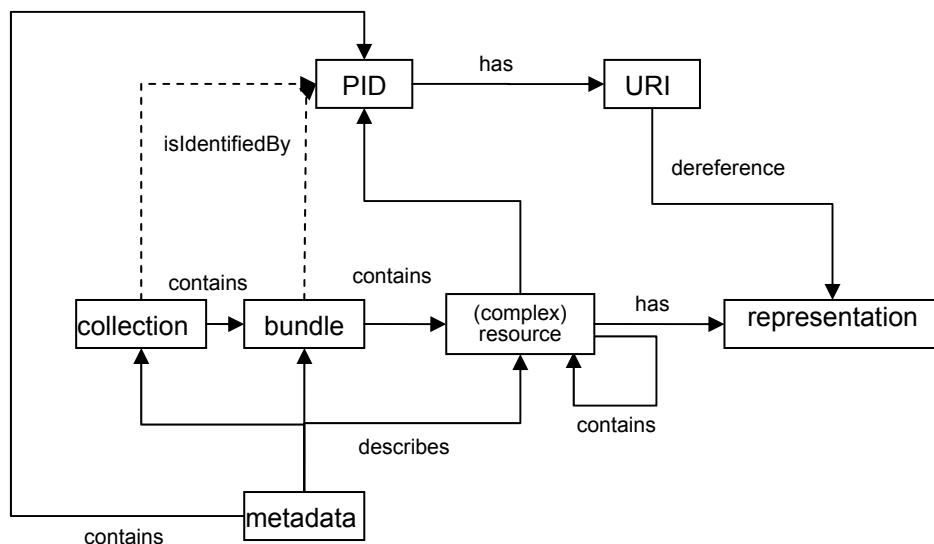 has
PID
URI
isIdentifiedBy
dereference
contains
contains
(complex)
resource
has
representation
collection
bundle
contains
describes
metadata
contains